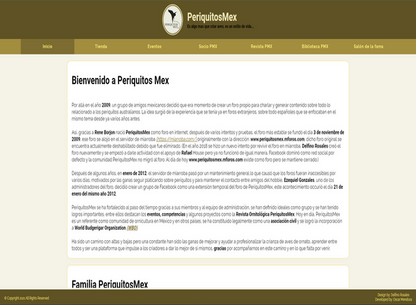 PeriquitosMex
Es algo más que criar aves, es un estilo de vida...
Inicio Tienda Eventos Socio PMX Revista PMX Biblioteca PMX Salón de la fama
Bienvenido a Periquitos Mex
Por allá en el año 2009, un grupo de amigos mexicanos decidió que era momento de crear un foro propio para charlar y generar contenido sobre todo lo
relacionado a los periquitos australianos. La idea surgió de la experiencia que se tenía ya en foros extranjeros, sobre todo españoles que se enfocaban en el
mismo tema desde ya varios años antes.
Así, gracias a Rene Borjon nació PeriquitosMex como foro en internet, después de varios intentos y pruebas, el foro más estable se fundó el día 3 de noviembre de
2009, ese foro se alojó en el servidor de miarroba (https://miarroba.com/) originalmente con la dirección: www.periquitosmex.mforos.com, dicho foro original se
encuentra actualmente deshabilitado debido que fue eliminado. En el año 2018 se hizo un nuevo intento por revivir el foro en miarroba, Delfino Rosales creó el
foro nuevamente y se empezó a darle actividad con el apoyo de Rafael House pero ya no funcionó de igual manera, Facebook dominó como red social por
defecto y la comunidad PeriquitosMex no migró al foro. Al día de hoy www.periquitosmex.mforos.com existe como foro pero se mantiene cerrado.
Después de algunos años, en enero de 2012, el servidor de miarroba pasó por un mantenimiento general lo que causó que los foros fueran inaccesibles por
varios días, motivados por las ganas seguir publicando sobre periquitos y para mantener el contacto entre amigos del hobbie, Ezequiel Gonzáles, uno de los
administradores del foro, decidió crear un grupo de Facebook como una extensión temporal del foro de PeriquitosMex, este acontecimiento ocurrió el día 21 de
enero del mismo año 2012.
PeriquitosMex se ha fortalecido al paso del tiempo gracias a sus miembros y al equipo de administración, se han definido ideales como grupo y se han tenido
logros importantes, entre ellos destacan los eventos, competencias y algunos proyectos como la Revista Ornitológica PeriquitosMex. Hoy en día, PeriquitosMex
es un referente como comunidad de avicultura en México y en otros países, se ha constituido legalmente como una asociación civil y se logró la incorporación
a World Budgerigar Organization (WBO)
Ha sido un camino con altas y bajas pero una constante han sido las ganas de mejorar y ayudar a profesionalizar la crianza de aves de ornato, aprender entre
todos y ser una plataforma que impulse a los criadores a dar lo mejor de si mismos, gracias por acompañarnos en este camino y en lo que falta por venir.
Familia PeriquitosMex
© Copyright 2021 All Rights Reserved
Design by: Delfino Rosales